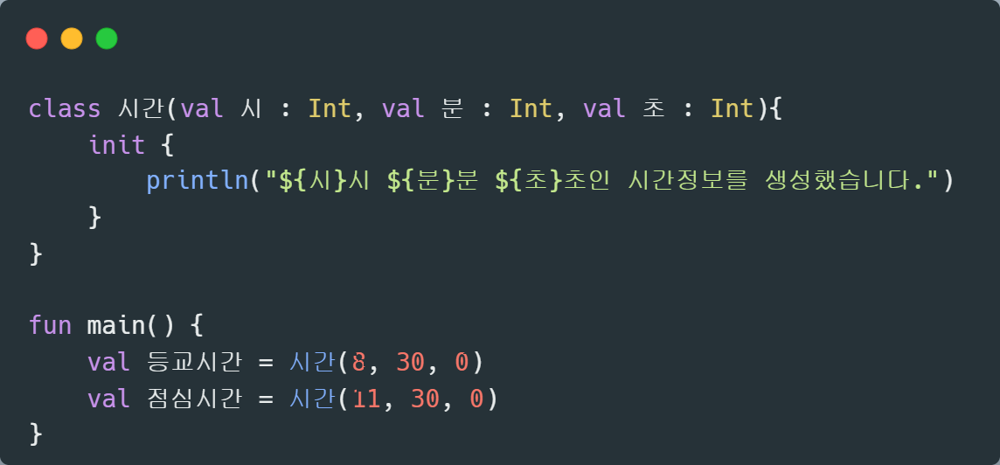 class 시간(val 시 : Int, val 분 : Int, val 초 : Int){
    init {
        println("${시}시 ${분}분 ${초}초인 시간정보를 생성했습니다.")
    }
}

fun main() {
    val 등교시간 = 시간(8, 30, 0)
    val 점심시간 = 시간(11, 30, 0)
}